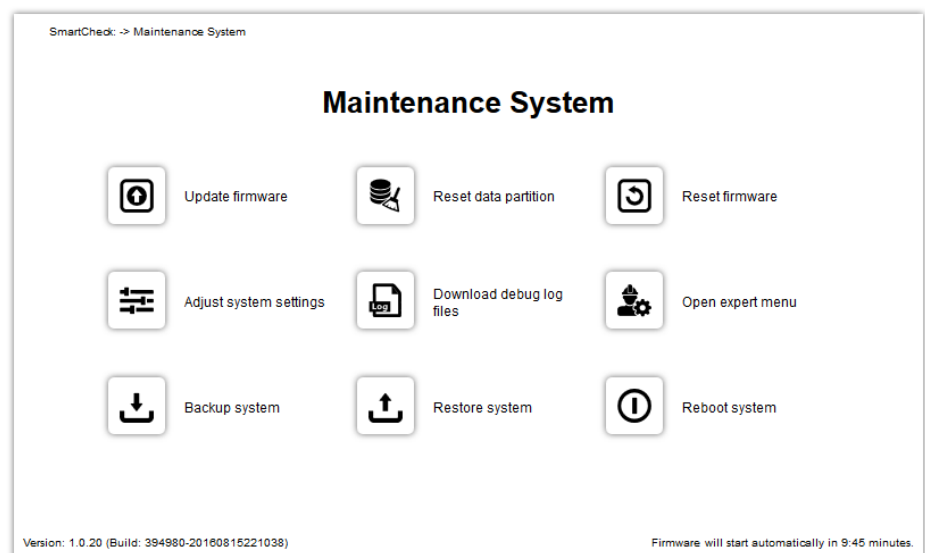 SmartCheck: -> Maintenance System
Maintenance System
Update firmware
Reset data partition
Reset firmware
Adjust system settings
Download debug log
files
Log
Open expert menu
Backup system
Restore system
Reboot system
Version: 1.0.20 (Build: 394980-20160815221038)
Firmware will start automatically in 9:45 minutes.